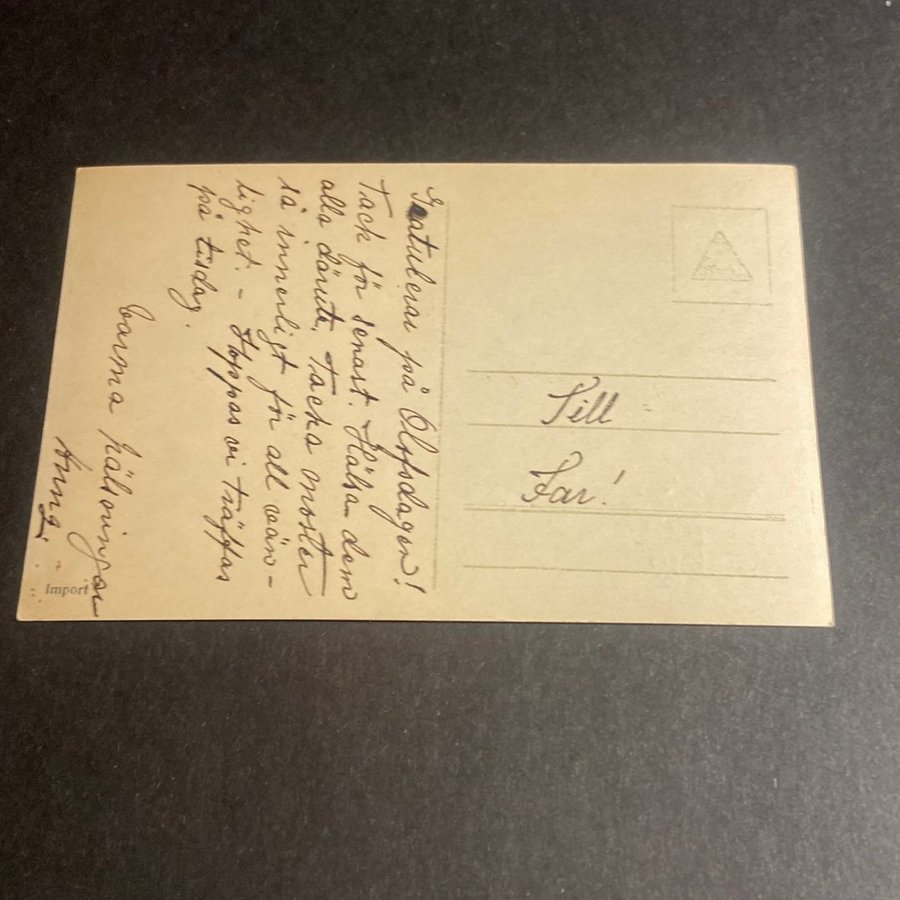 Gratulerar på Olofsdagen!
Tack för senast. Hälsa dem
alla därute. Tacka moster
så innerligt för all vän-
lighet. - Hoppas vi träffas
på tisdag.
Varma hälsningar
Anna
Till
Far!
Import